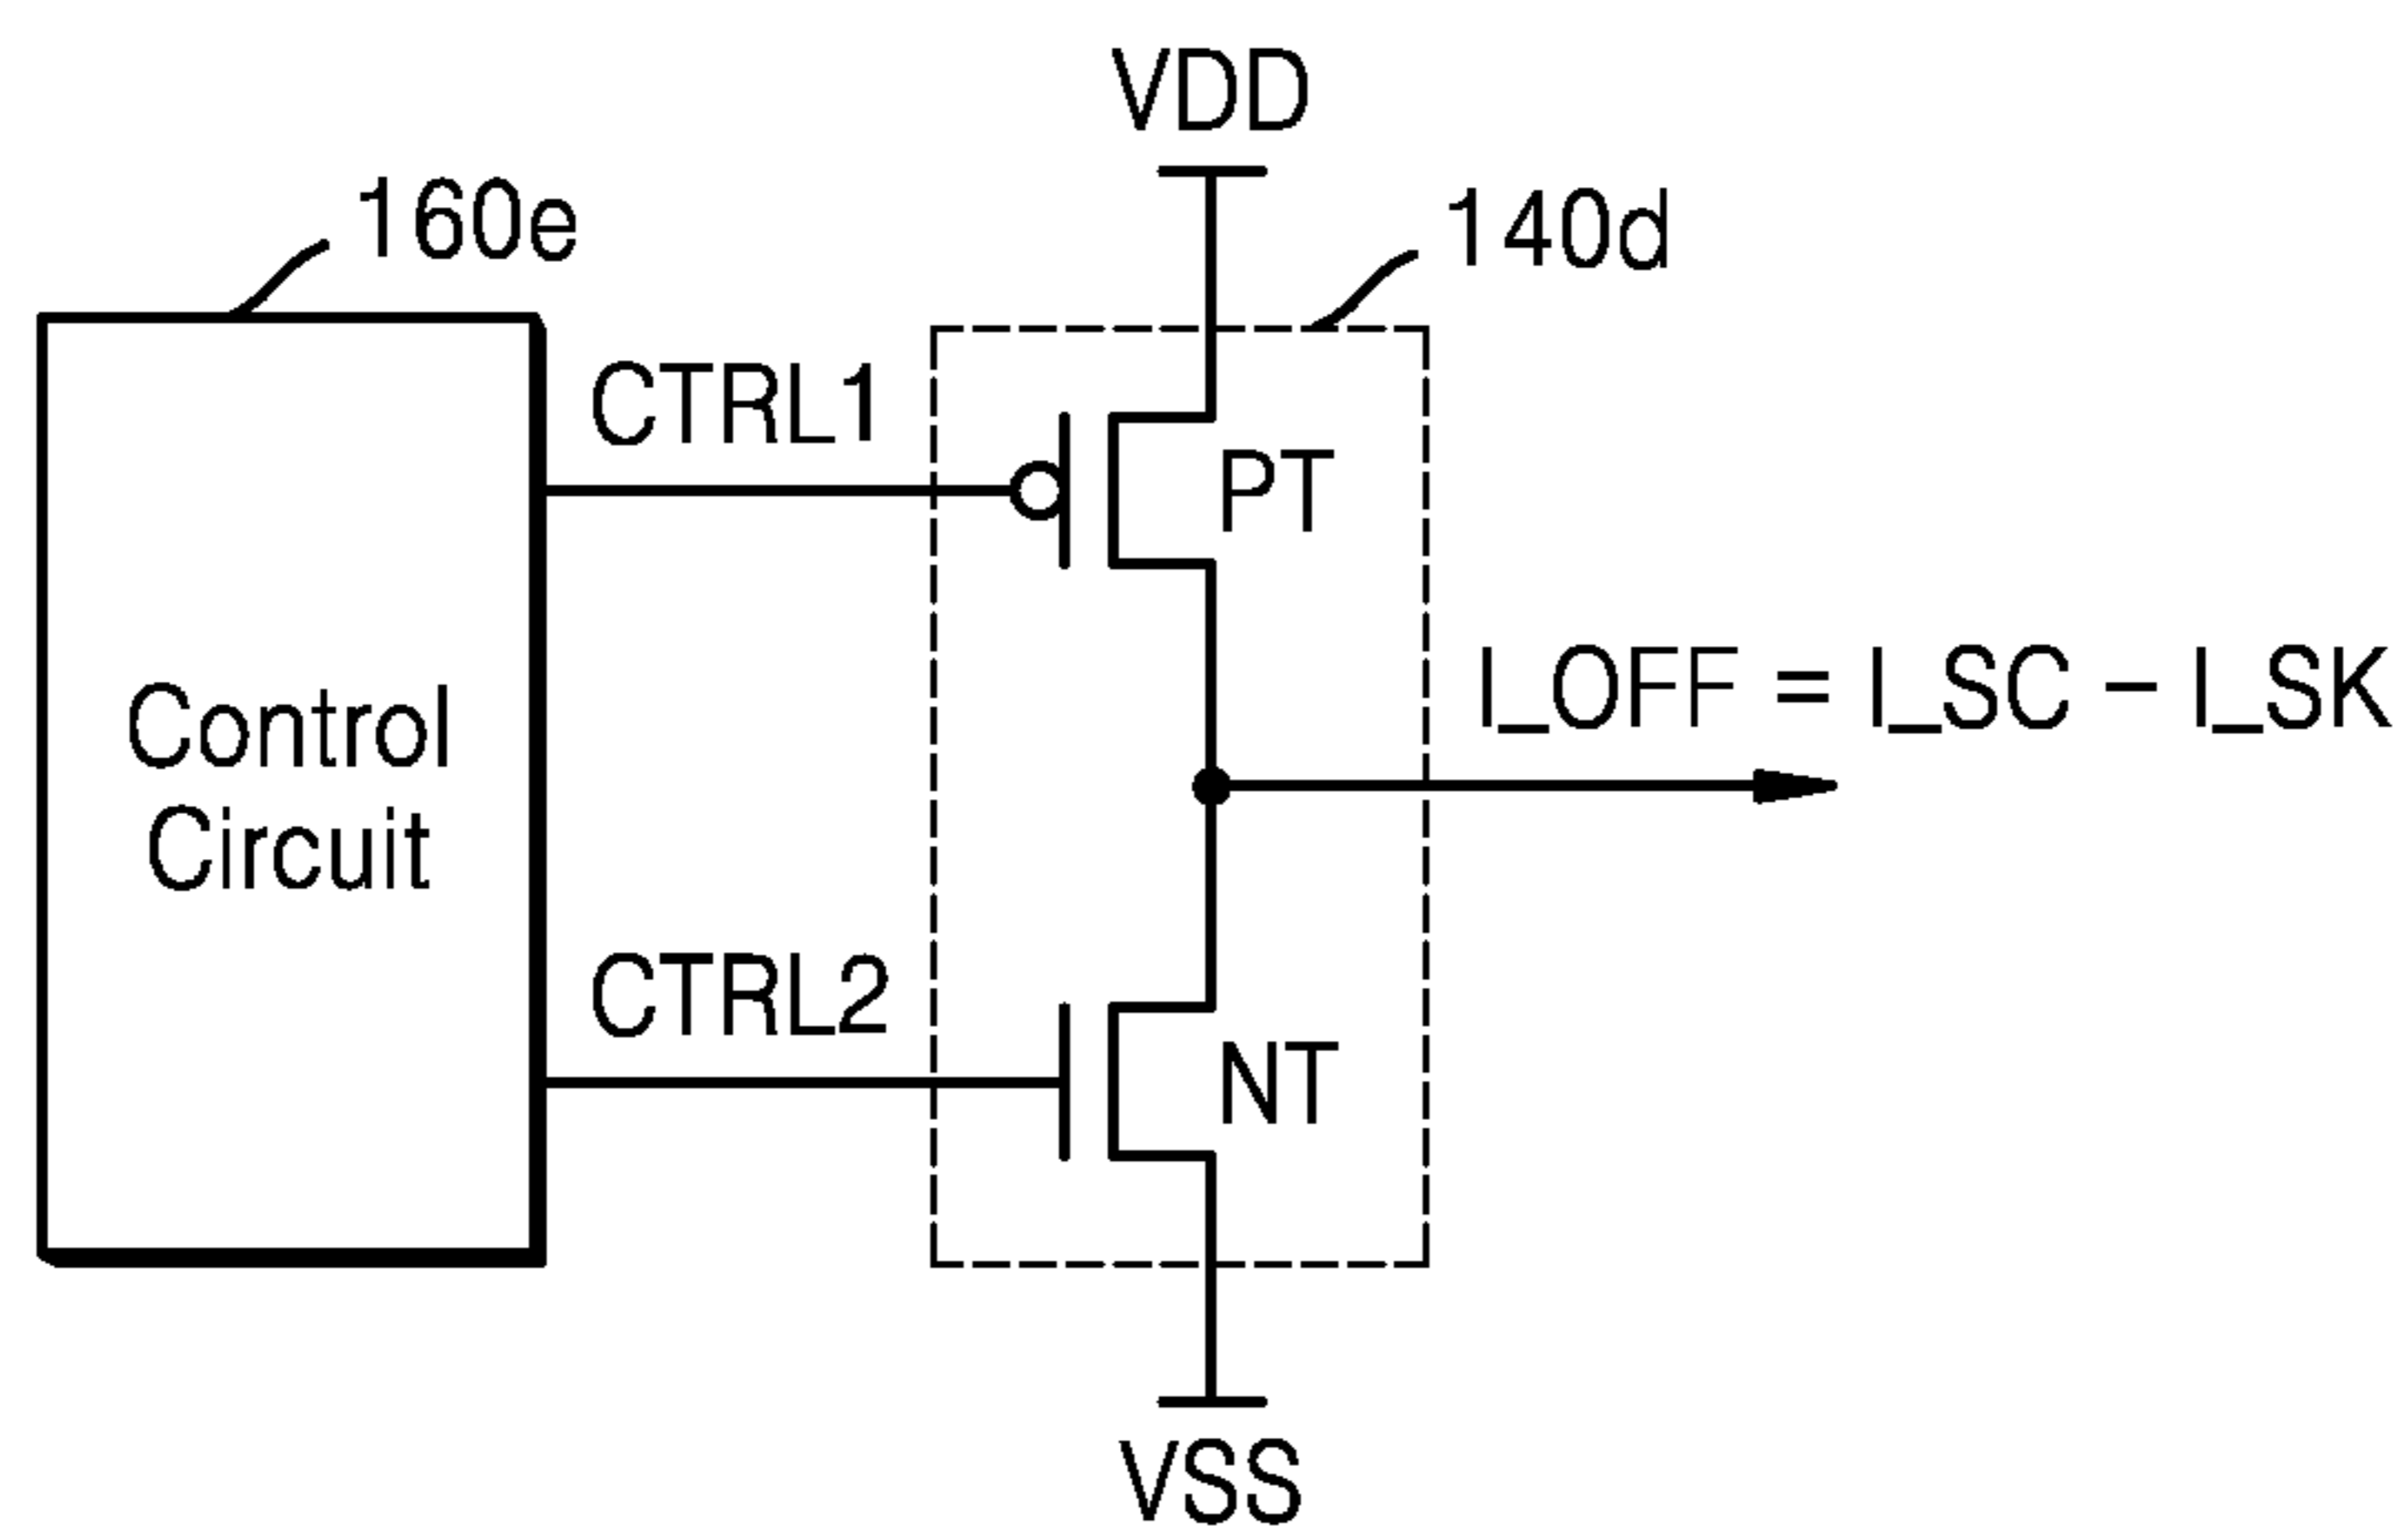 VDD
160e
140d
CTRL1
PT
I_OFF = I_SC – I_SK
Control
Circuit
CTRL2
NT
VSS